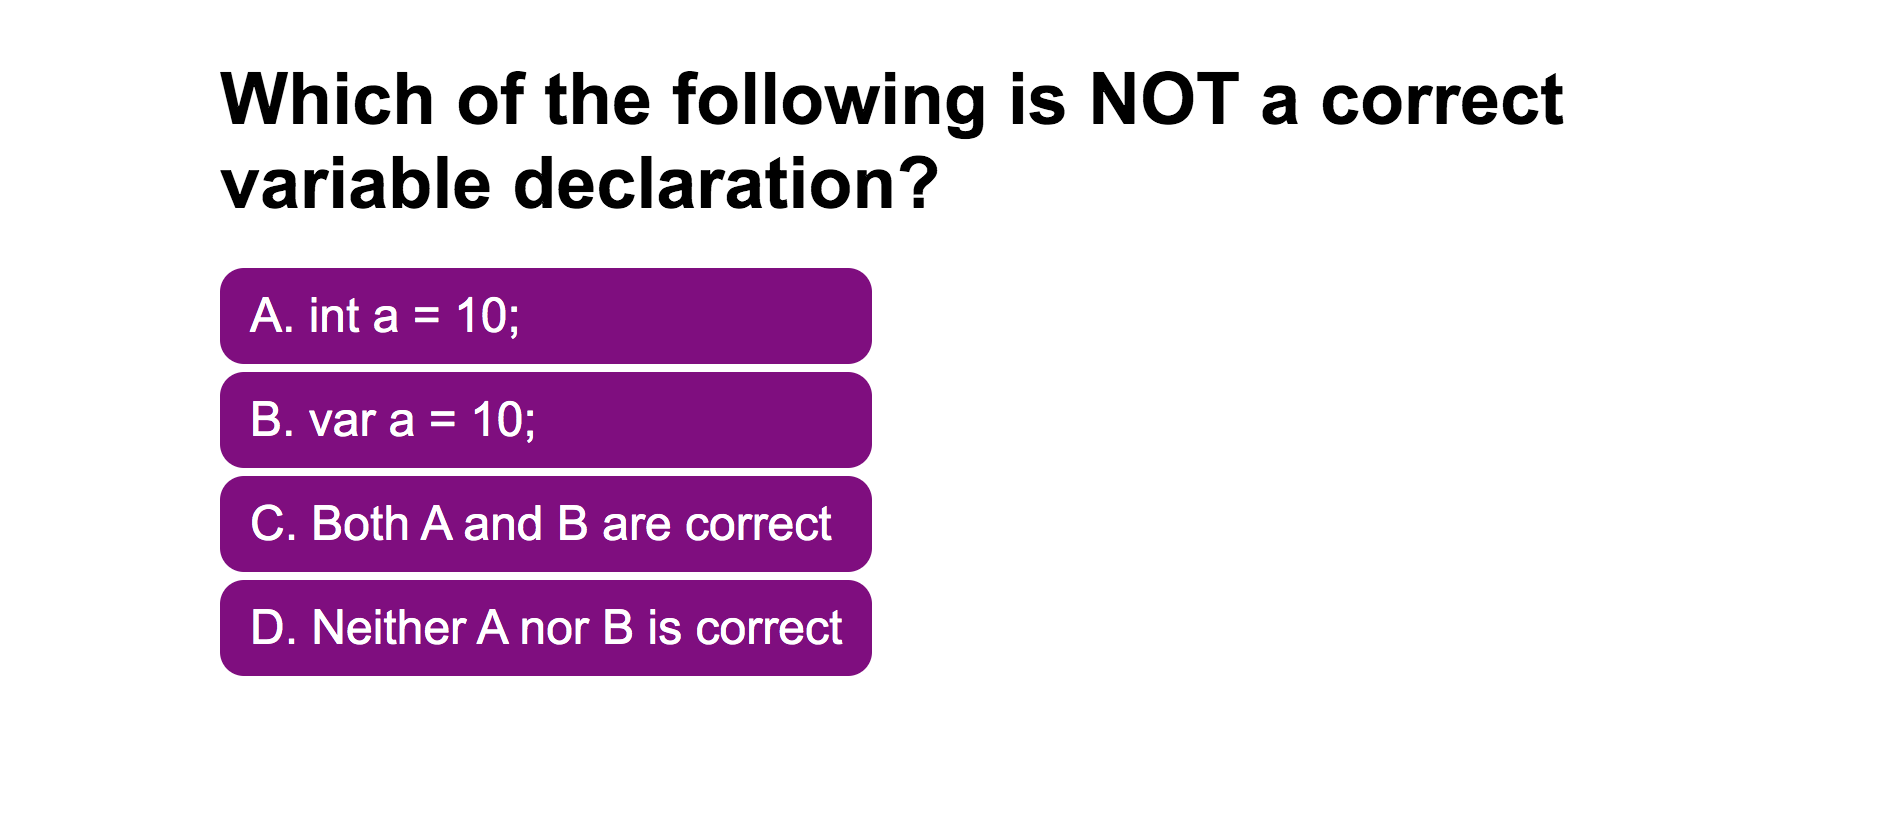 Which of the following is NOT a correct
variable declaration?
A. int a = 10;
B. var a = 10;
C. Both A and B are correct
D. Neither A nor B is correct